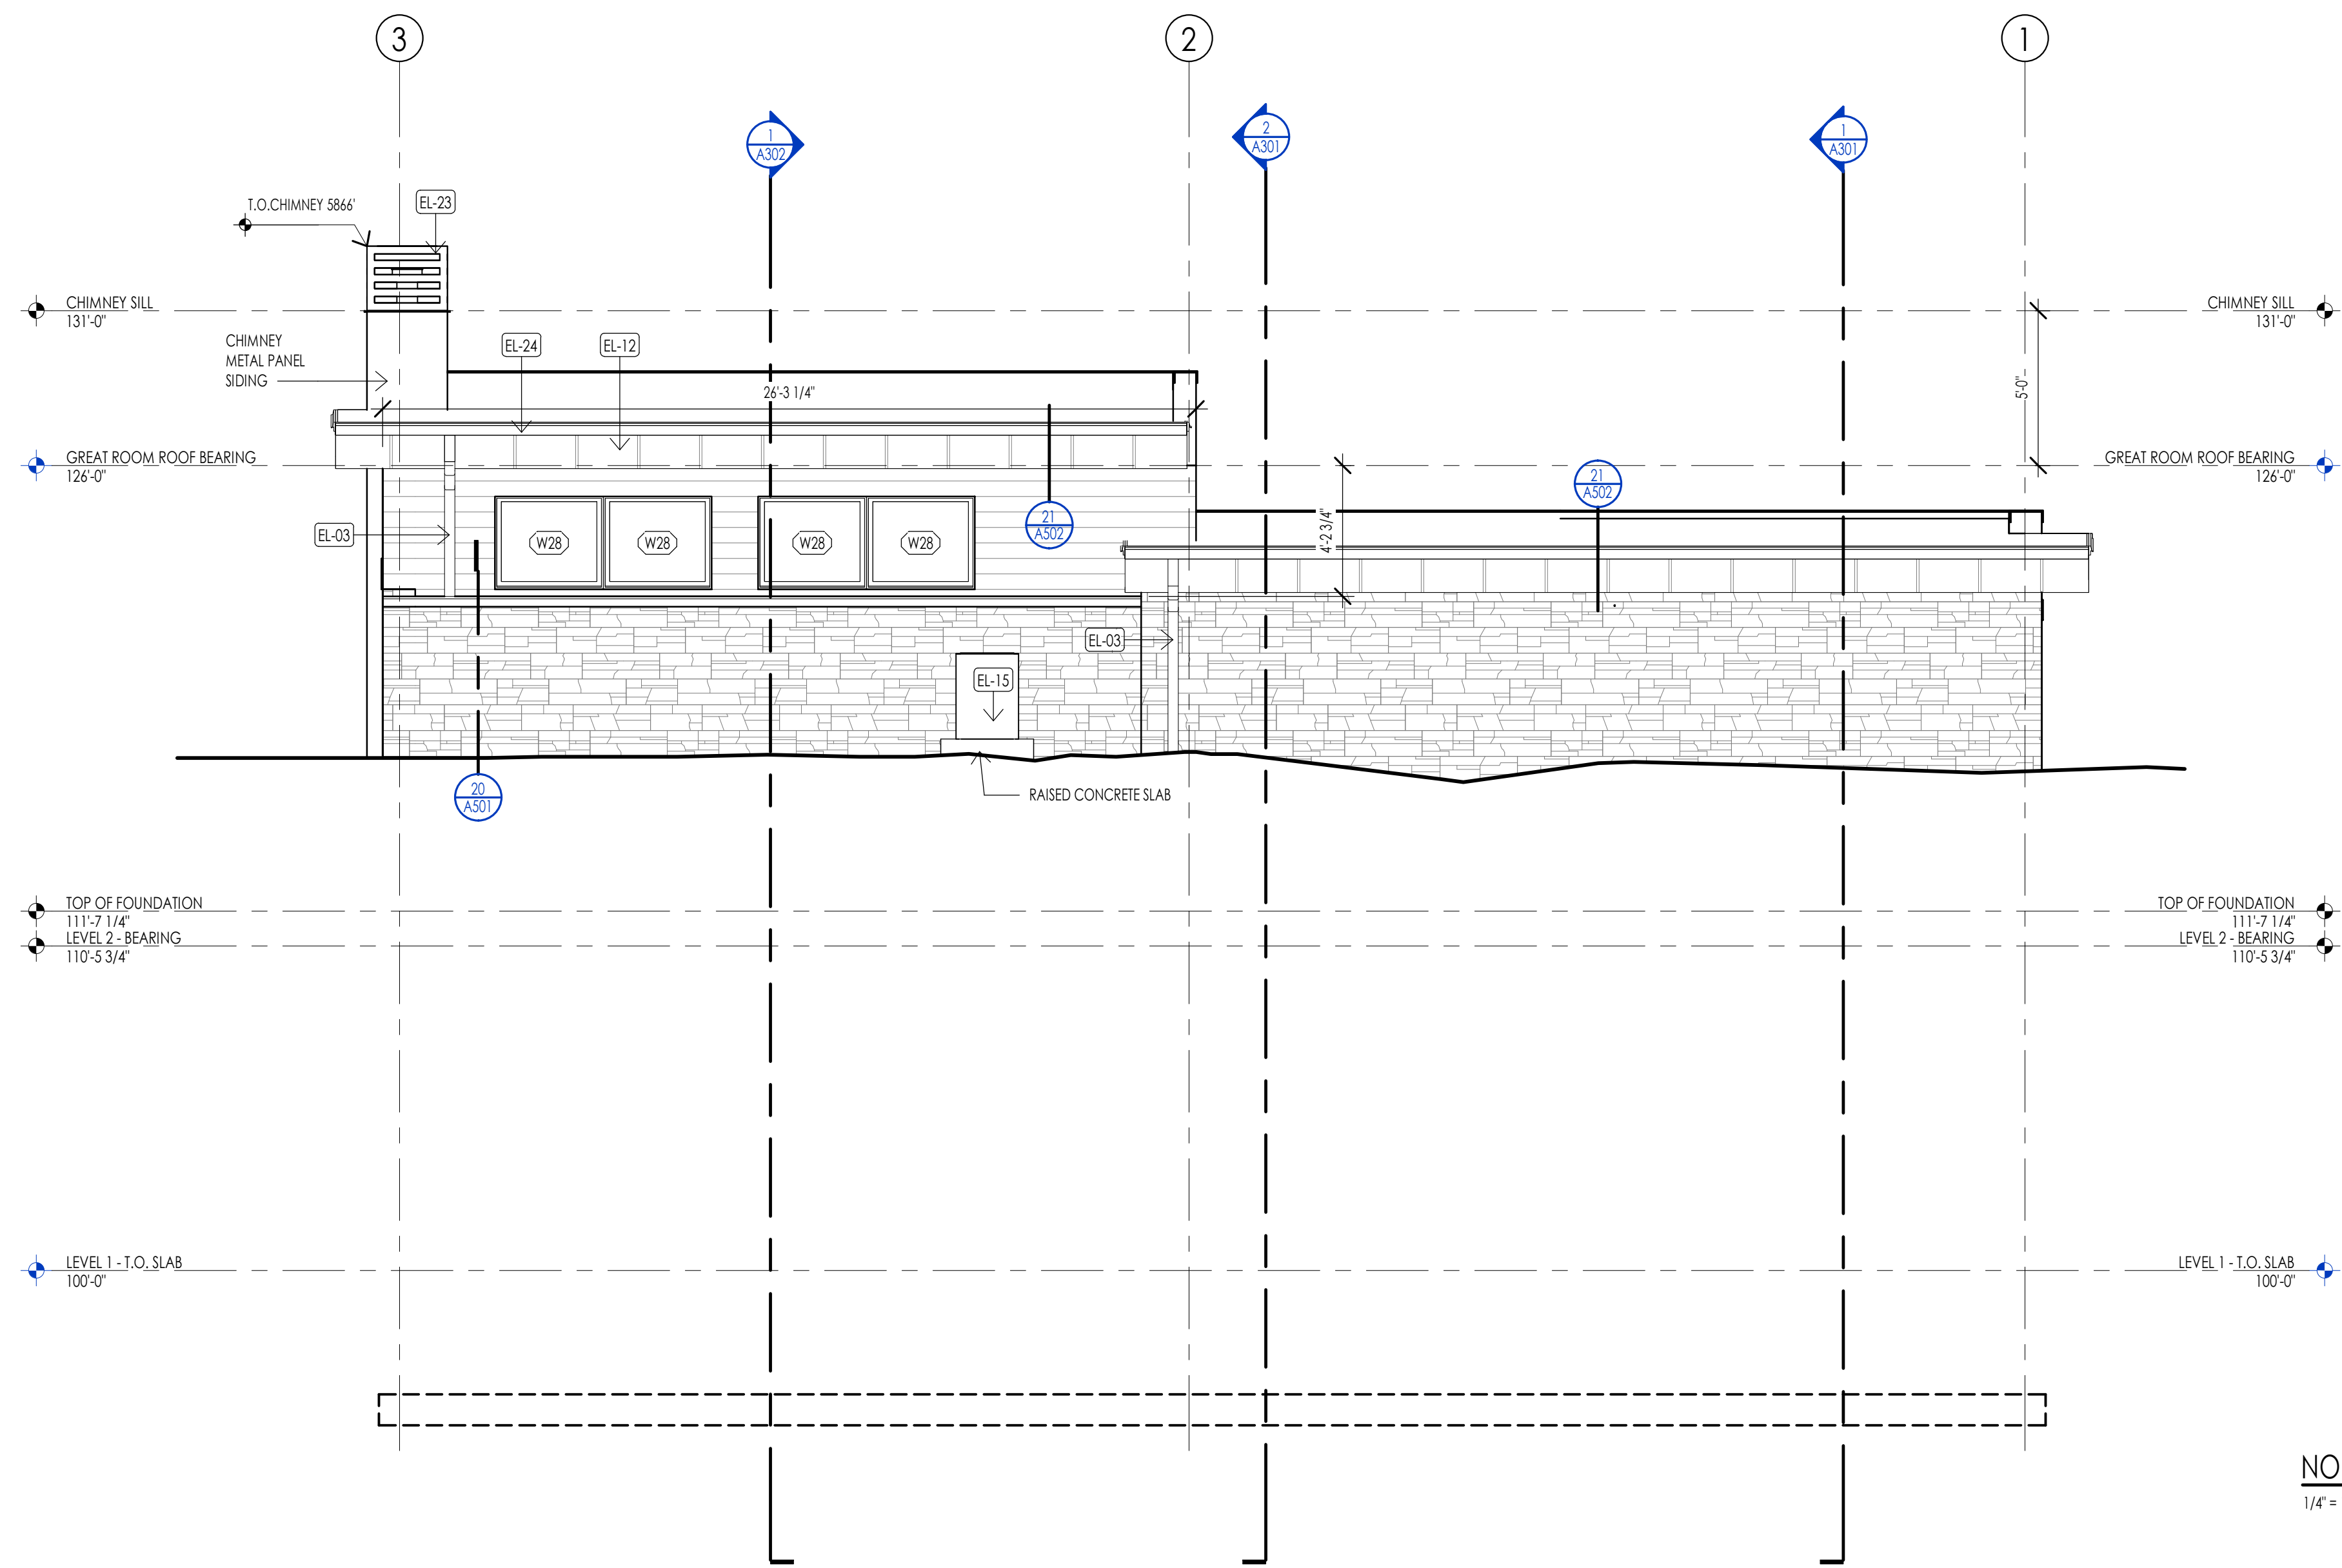 3
2
1
1
A302
2
A301
1
A301
T.O.CHIMNEY 5866'
EL-23
CHIMNEY SILL
131'-0"
CHIMNEY SILL
131'-0"
CHIMNEY
METAL PANEL
SIDING
EL-24
EL-12
26'-3 1/4"
5'-0"
GREAT ROOM ROOF BEARING
126'-0"
GREAT ROOM ROOF BEARING
126'-0"
21
A502
21
A502
4'-2 3/4"
EL-03
W28
W28
W28
W28
EL-03
EL-15
RAISED CONCRETE SLAB
20
A501
TOP OF FOUNDATION
111'-7 1/4"
LEVEL 2 - BEARING
110'-5 3/4"
TOP OF FOUNDATION
111'-7 1/4"
LEVEL 2 - BEARING
110'-5 3/4"
LEVEL 1 - T.O. SLAB
100'-0"
LEVEL 1 - T.O. SLAB
100'-0"
NO
1/4" =